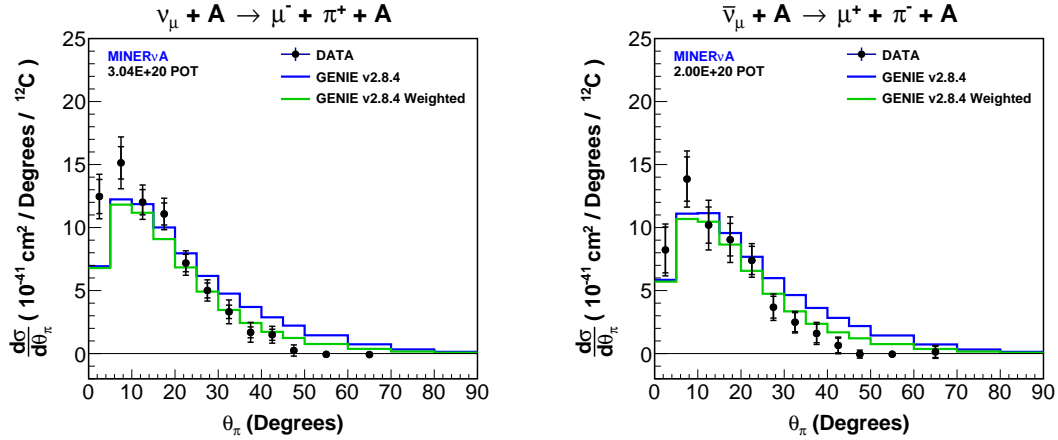 νμ + A → μ- + π+ + A
MINERνA
3.04E+20 POT
DATA
GENIE v2.8.4
GENIE v2.8.4 Weighted
25
20
15
10
5
0
0 10 20 30 40 50 60 70 80 90
θπ (Degrees)
dσ/dθπ ( 10-41 cm2 / Degrees / 12C )
ν̄μ + A → μ+ + π- + A
MINERνA
2.00E+20 POT
DATA
GENIE v2.8.4
GENIE v2.8.4 Weighted
25
20
15
10
5
0
0 10 20 30 40 50 60 70 80 90
θπ (Degrees)
dσ/dθπ ( 10-41 cm2 / Degrees / 12C )